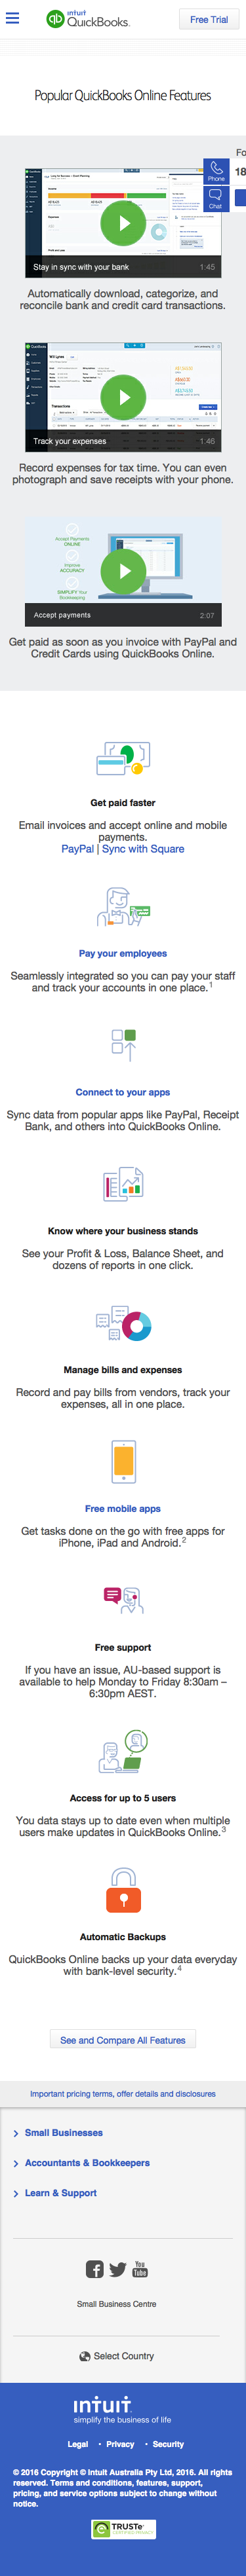 intuit
QuickBooks.
Free Trial
Popular QuickBooks Online Features
Fo
Phone
18
Chat
Stay in sync with your bank 1:45
Automatically download, categorize, and
reconcile bank and credit card transactions.
Track your expenses 1:46
Record expenses for tax time. You can even
photograph and save receipts with your phone.
Accept Payments
ONLINE
Improve
ACCURACY
SIMPLIFY Your
Bookkeeping
Accept payments 2:07
Get paid as soon as you invoice with PayPal and
Credit Cards using QuickBooks Online.
Get paid faster
Email invoices and accept online and mobile
payments.
PayPal | Sync with Square
Pay your employees
Seamlessly integrated so you can pay your staff
and track your accounts in one place.1
Connect to your apps
Sync data from popular apps like PayPal, Receipt
Bank, and others into QuickBooks Online.
Know where your business stands
See your Profit & Loss, Balance Sheet, and
dozens of reports in one click.
Manage bills and expenses
Record and pay bills from vendors, track your
expenses, all in one place.
Free mobile apps
Get tasks done on the go with free apps for
iPhone, iPad and Android.2
Free support
If you have an issue, AU-based support is
available to help Monday to Friday 8:30am –
6:30pm AEST.
Access for up to 5 users
You data stays up to date even when multiple
users make updates in QuickBooks Online.3
Automatic Backups
QuickBooks Online backs up your data everyday
with bank-level security.4
See and Compare All Features
Important pricing terms, offer details and disclosures
Small Businesses
Accountants & Bookkeepers
Learn & Support
You
Tube
Small Business Centre
Select Country
intuit
simplify the business of life
Legal • Privacy • Security
© 2016 Copyright © Intuit Australia Pty Ltd, 2016. All rights
reserved. Terms and conditions, features, support,
pricing, and service options subject to change without
notice.
TRUSTe